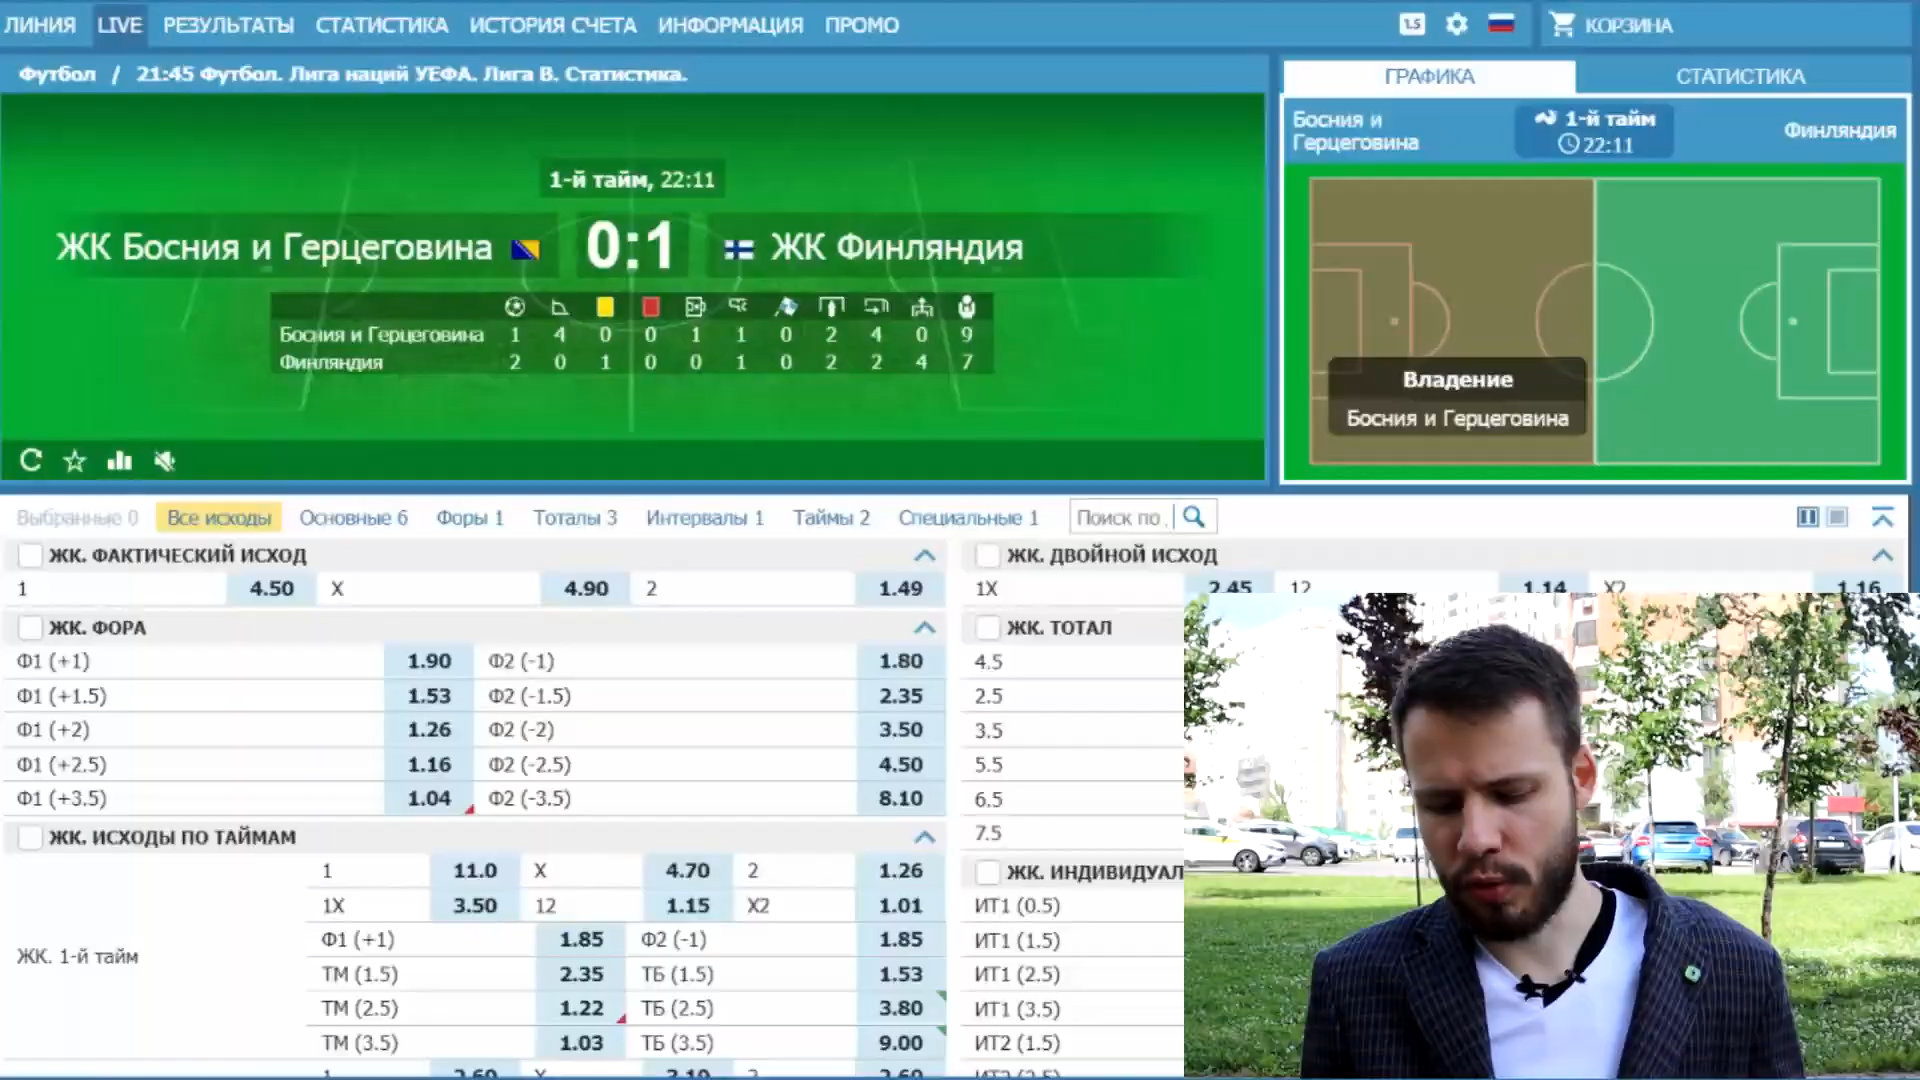 ЛИНИЯ LIVE РЕЗУЛЬТАТЫ СТАТИСТИКА ИСТОРИЯ СЧЕТА ИНФОРМАЦИЯ ПРОМО 1.5 КОРЗИНА
Футбол / 21:45 Футбол. Лига наций УЕФА. Лига В. Статистика.
1-й тайм, 22:11
ЖК Босния и Герцеговина 0:1 ЖК Финляндия
Босния и Герцеговина 1 4 0 0 1 1 0 2 4 0 9
Финляндия 2 0 1 0 0 1 0 2 2 4 7
ГРАФИКА СТАТИСТИКА
Босния и Герцеговина
1-й тайм
22:11
Финляндия
Владение
Босния и Герцеговина
Выбранные 0 Все исходы Основные 6 Форы 1 Тоталы 3 Интервалы 1 Таймы 2 Специальные 1 Поиск по
ЖК. ФАКТИЧЕСКИЙ ИСХОД
1 4.50 X 4.90 2 1.49
ЖК. ФОРА
Ф1 (+1) 1.90 Ф2 (-1) 1.80
Ф1 (+1.5) 1.53 Ф2 (-1.5) 2.35
Ф1 (+2) 1.26 Ф2 (-2) 3.50
Ф1 (+2.5) 1.16 Ф2 (-2.5) 4.50
Ф1 (+3.5) 1.04 Ф2 (-3.5) 8.10
ЖК. ИСХОДЫ ПО ТАЙМАМ
ЖК. 1-й тайм
1 11.0 X 4.70 2 1.26
1X 3.50 12 1.15 X2 1.01
Ф1 (+1) 1.85 Ф2 (-1) 1.85
ТМ (1.5) 2.35 ТБ (1.5) 1.53
ТМ (2.5) 1.22 ТБ (2.5) 3.80
ТМ (3.5) 1.03 ТБ (3.5) 9.00
ЖК. ДВОЙНОЙ ИСХОД
1X 2.45 12 1.14 X2 1.16
ЖК. ТОТАЛ
4.5
2.5
3.5
5.5
6.5
7.5
ЖК. ИНДИВИДУАЛ
ИТ1 (0.5)
ИТ1 (1.5)
ИТ1 (2.5)
ИТ1 (3.5)
ИТ2 (1.5)